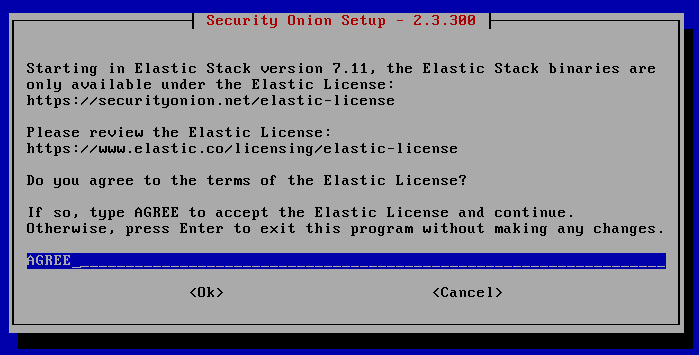 Security Onion Setup - 2.3.300
Starting in Elastic Stack version 7.11, the Elastic Stack binaries are
only available under the Elastic License:
https://securityonion.net/elastic-license
Please review the Elastic License:
https://www.elastic.co/licensing/elastic-license
Do you agree to the terms of the Elastic License?
If so, type AGREE to accept the Elastic License and continue.
Otherwise, press Enter to exit this program without making any changes.
AGREE
<Ok> <Cancel>